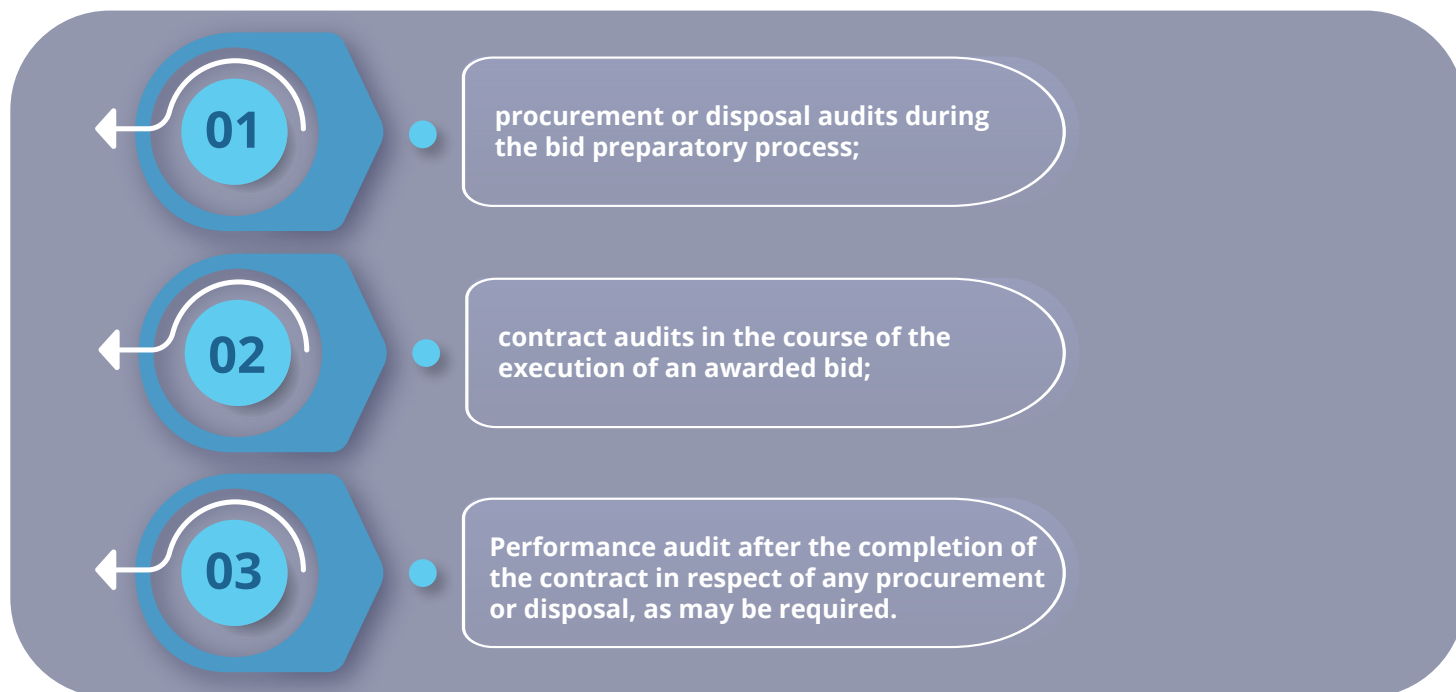 01
procurement or disposal audits during
the bid preparatory process;
02
contract audits in the course of the
execution of an awarded bid;
03
Performance audit after the completion of
the contract in respect of any procurement
or disposal, as may be required.